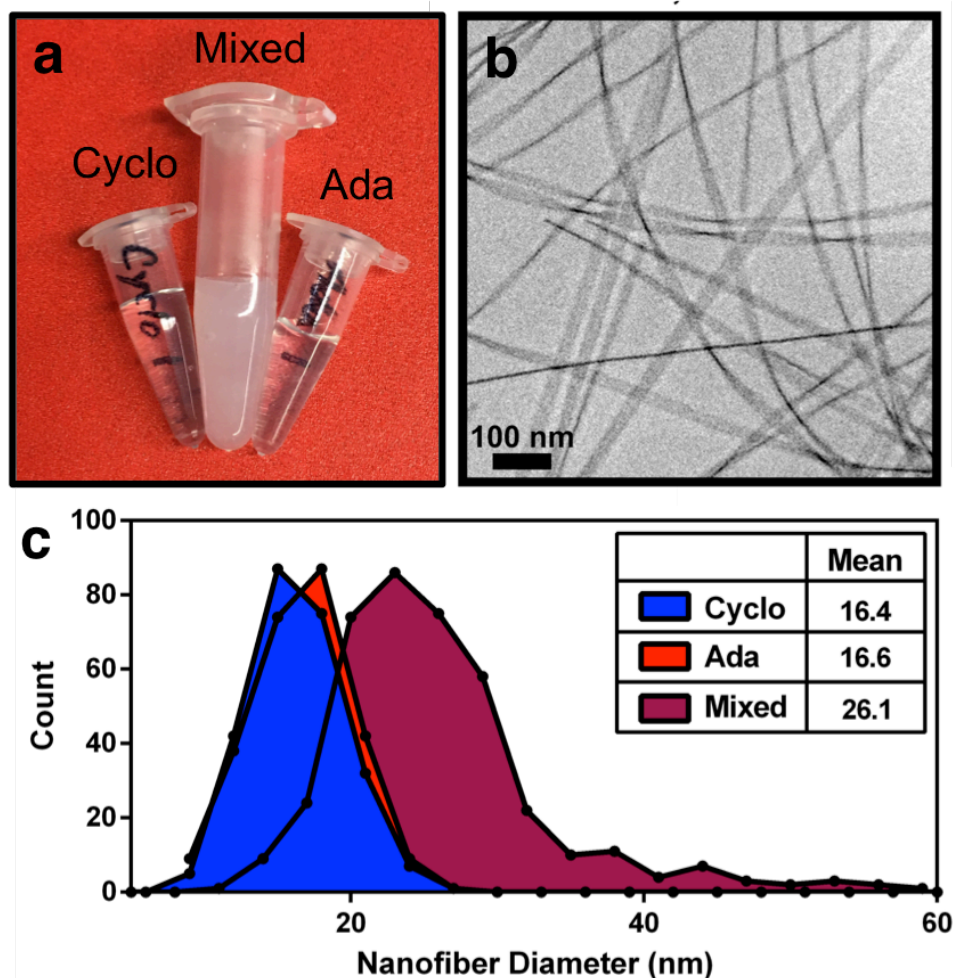 a
Mixed
Cyclo
Ada
Cyclo
b
100 nm
c
100
80
60
40
20
0
Count
20
40
60
Nanofiber Diameter (nm)
Mean
Cyclo 16.4
Ada 16.6
Mixed 26.1